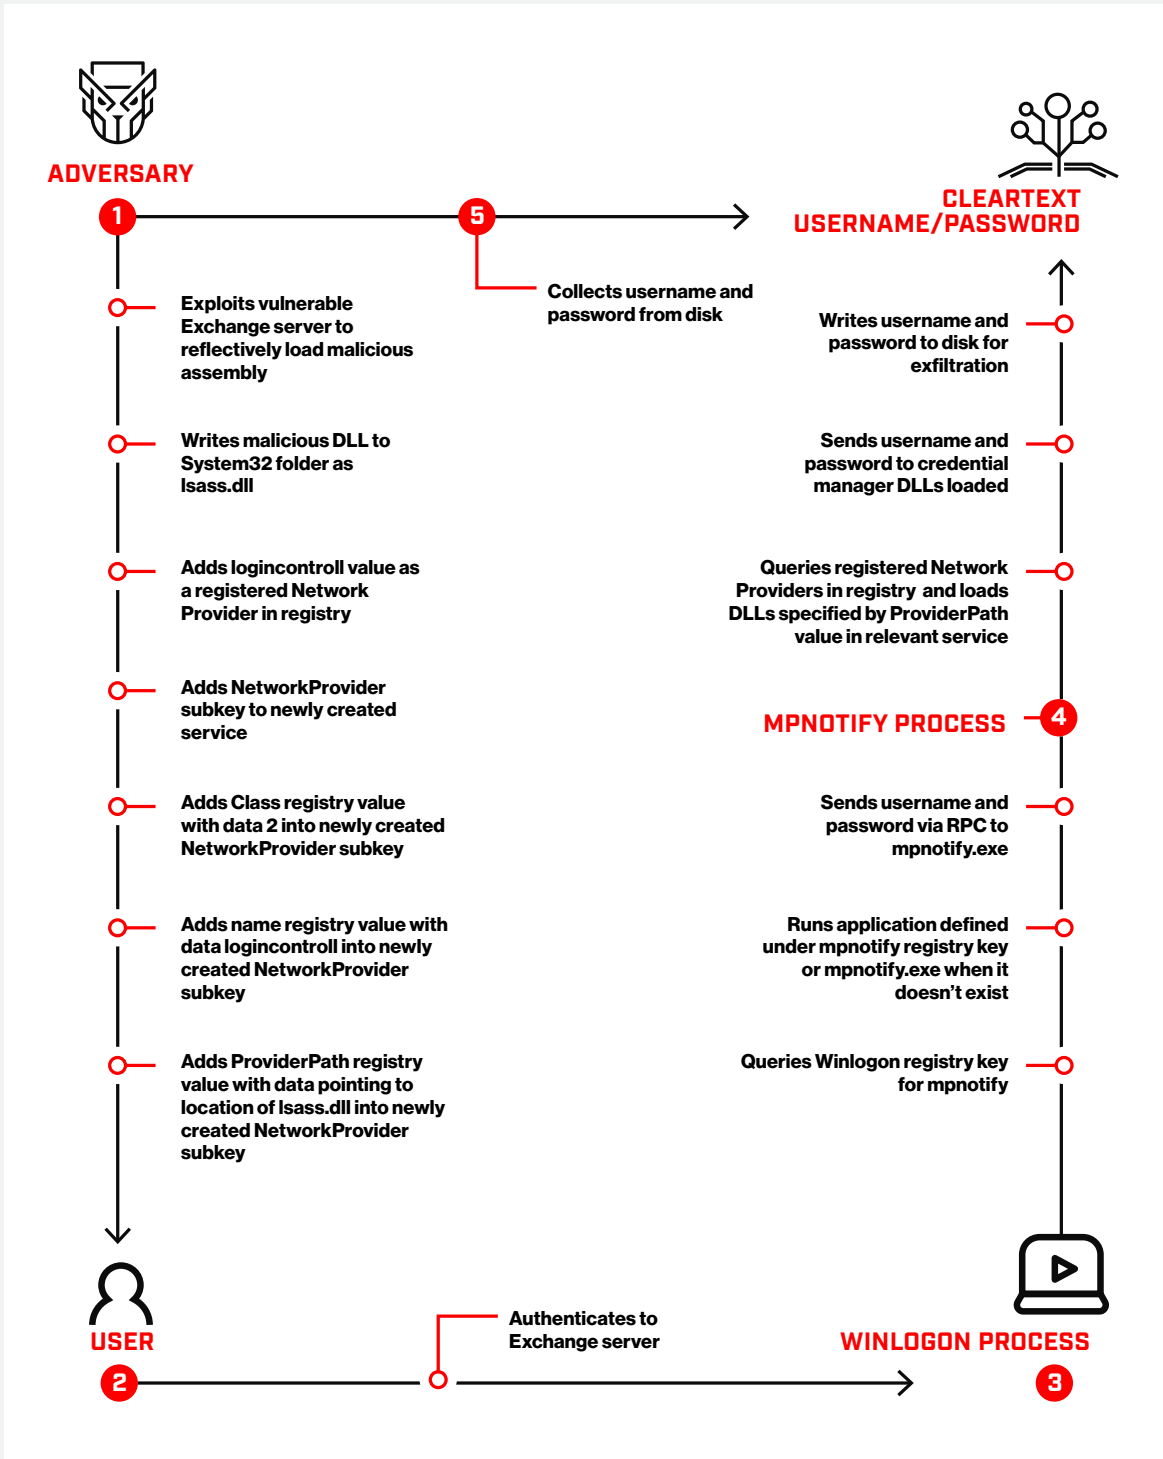 ADVERSARY
1
5
CLEARTEXT
USERNAME/PASSWORD
Collects username and
password from disk
Exploits vulnerable
Exchange server to
reflectively load malicious
assembly
Writes malicious DLL to
System32 folder as
lsass.dll
Adds logincontroll value as
a registered Network
Provider in registry
Adds NetworkProvider
subkey to newly created
service
Adds Class registry value
with data 2 into newly created
NetworkProvider subkey
Adds name registry value with
data logincontroll into newly
created NetworkProvider
subkey
Adds ProviderPath registry
value with data pointing to
location of lsass.dll into newly
created NetworkProvider
subkey
USER
2
Authenticates to
Exchange server
WINLOGON PROCESS
3
Queries Winlogon registry key
for mpnotify
Runs application defined
under mpnotify registry key
or mpnotify.exe when it
doesn't exist
Sends username and
password via RPC to
mpnotify.exe
MPNOTIFY PROCESS
4
Queries registered Network
Providers in registry and loads
DLLs specified by ProviderPath
value in relevant service
Sends username and
password to credential
manager DLLs loaded
Writes username and
password to disk for
exfiltration